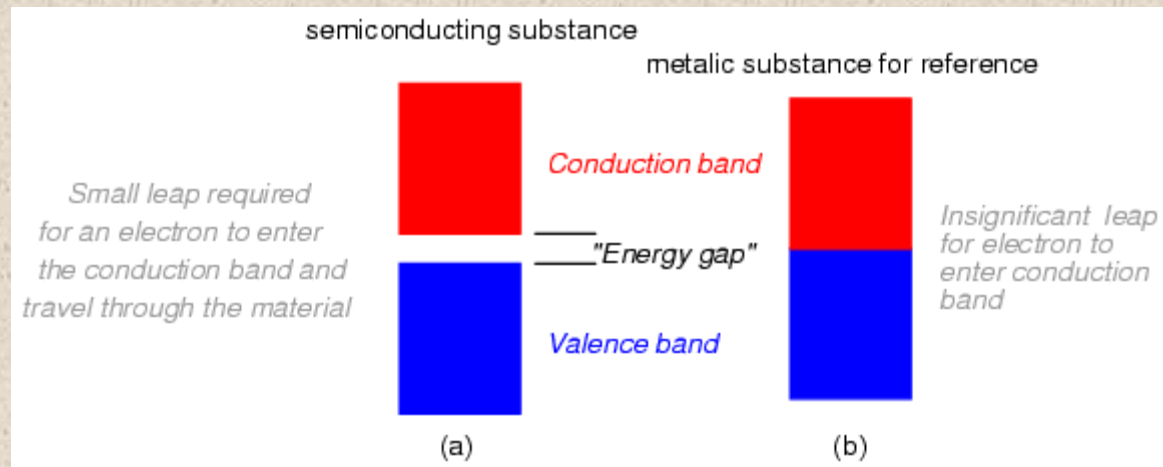 semiconducting substance
metalic substance for reference
Small leap required
for an electron to enter
the conduction band and
travel through the material
Conduction band
"Energy gap"
Valence band
Insignificant leap
for electron to
enter conduction
band
(a)
(b)